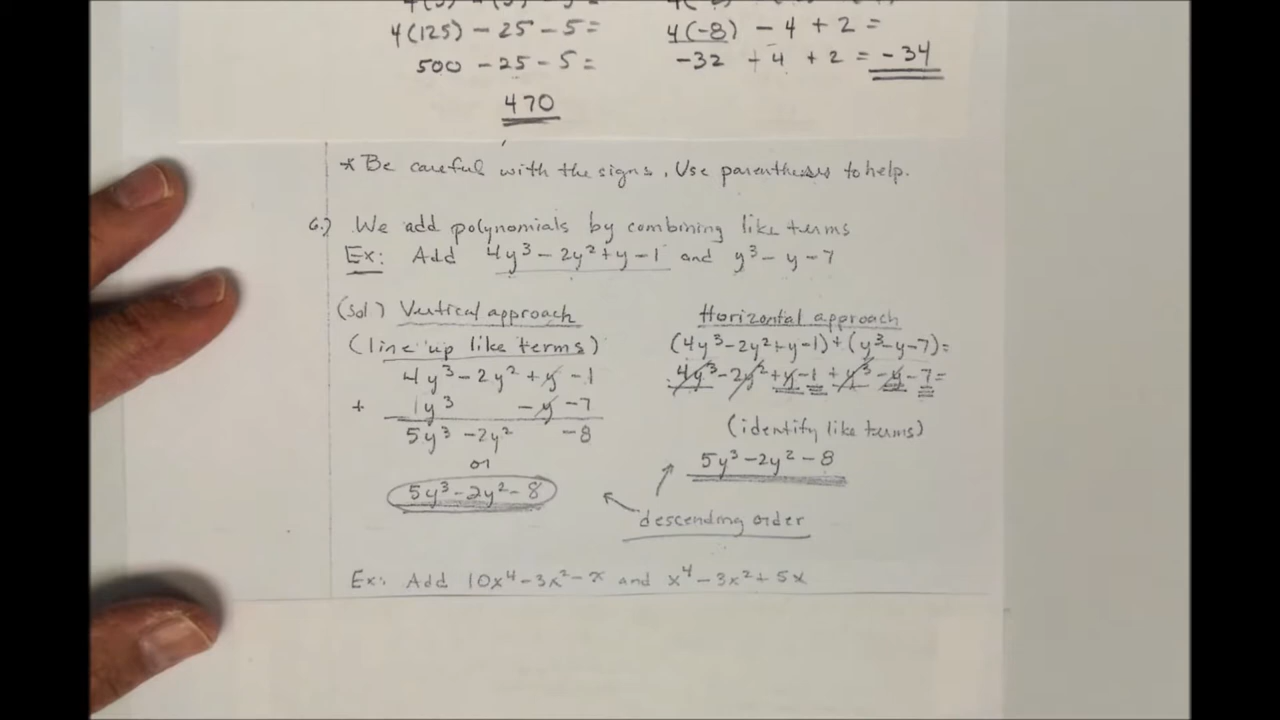 4(125) - 25 - 5 =
500 - 25 - 5 =
470
4(-8) - 4 + 2 =
-32 + 4 + 2 = -34
* Be careful with the signs. Use parentheses to help.
6.) We add polynomials by combining like terms
Ex: Add 4y³ - 2y² + y - 1 and y³ - y - 7
(Sol.) Vertical approach
(line up like terms)
4y³ - 2y² + y - 1
+ 1y³ - y - 7
5y³ - 2y² - 8
or
5y³ - 2y² - 8
Horizontal approach
(4y³ - 2y² + y - 1) + (y³ - y - 7) =
4y³ - 2y² + y - 1 + y³ - y - 7 =
(identify like terms)
5y³ - 2y² - 8
descending order
Ex: Add 10x⁴ - 3x² - x and x⁴ - 3x² + 5x